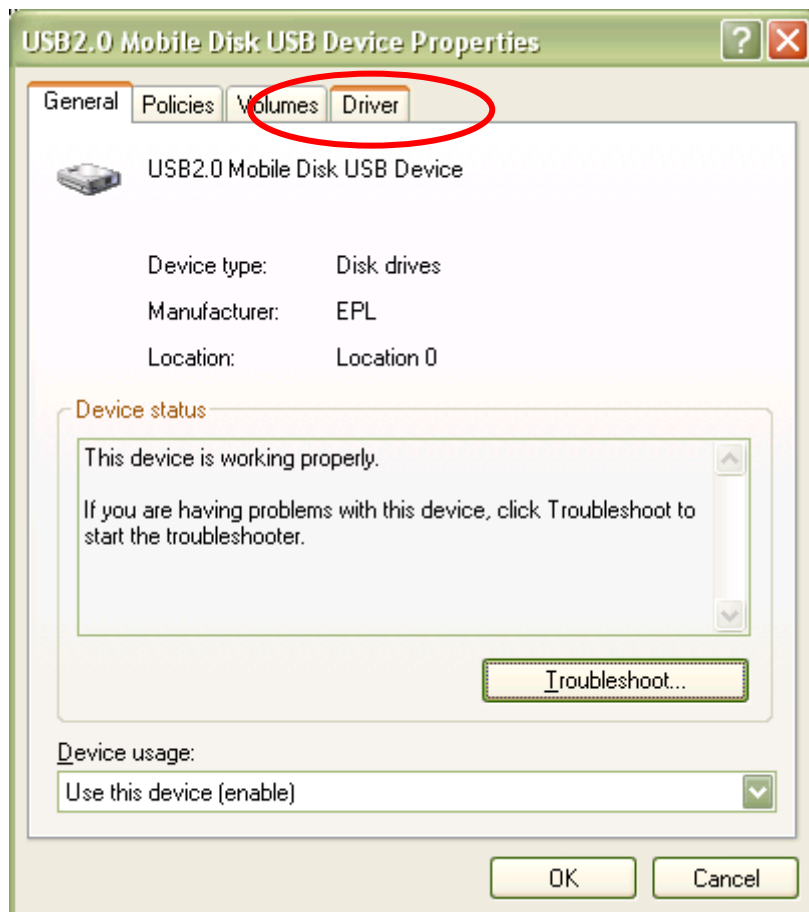 USB2.0 Mobile Disk USB Device Properties
General Policies Volumes Driver
USB2.0 Mobile Disk USB Device
Device type: Disk drives
Manufacturer: EPL
Location: Location 0
Device status
This device is working properly.
If you are having problems with this device, click Troubleshoot to
start the troubleshooter.
Troubleshoot...
Device usage:
Use this device (enable)
OK Cancel